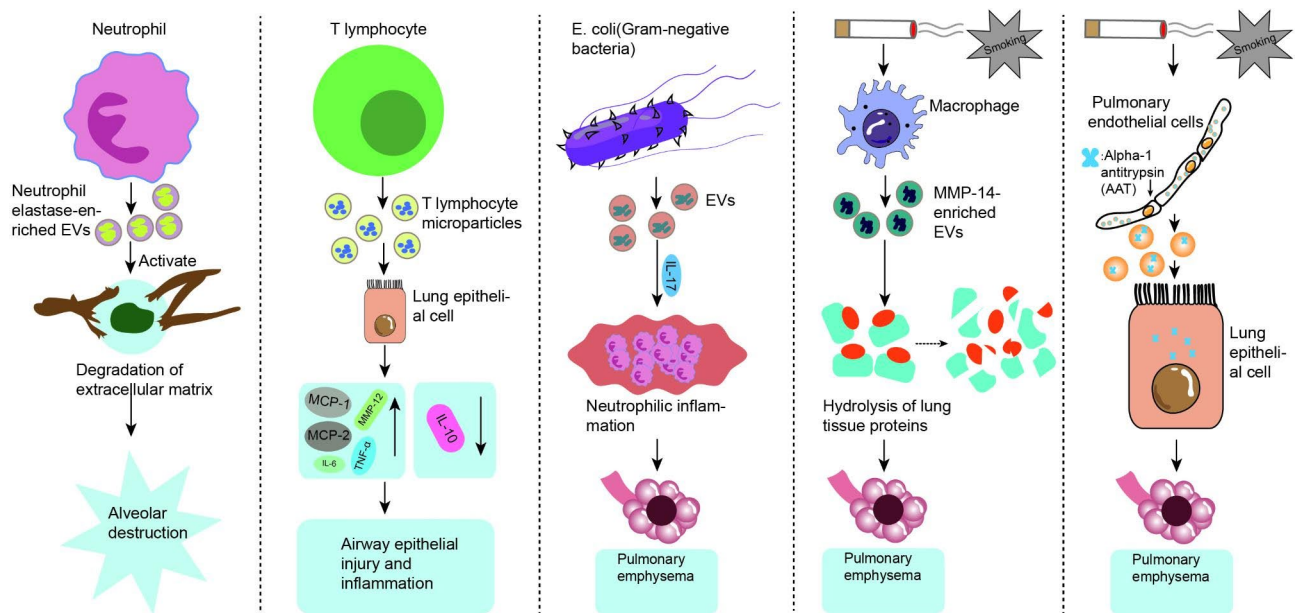 Neutrophil
Neutrophil
elastase-en-
riched EVs
Activate
Degradation of
extracellular matrix
Alveolar
destruction
T lymphocyte
T lymphocyte
microparticles
Lung epitheli-
al cell
MCP-1
MMP-12
MCP-2
TNF-α
IL-6
IL-10
Airway epithelial
injury and
inflammation
E. coli(Gram-negative
bacteria)
EVs
IL-17
Neutrophilic inflam-
mation
Pulmonary
emphysema
Smoking
Macrophage
MMP-14-
enriched
EVs
Hydrolysis of lung
tissue proteins
Pulmonary
emphysema
Smoking
Pulmonary
endothelial cells
:Alpha-1
antitrypsin
(AAT)
Lung
epitheli-
al cell
Pulmonary
emphysema